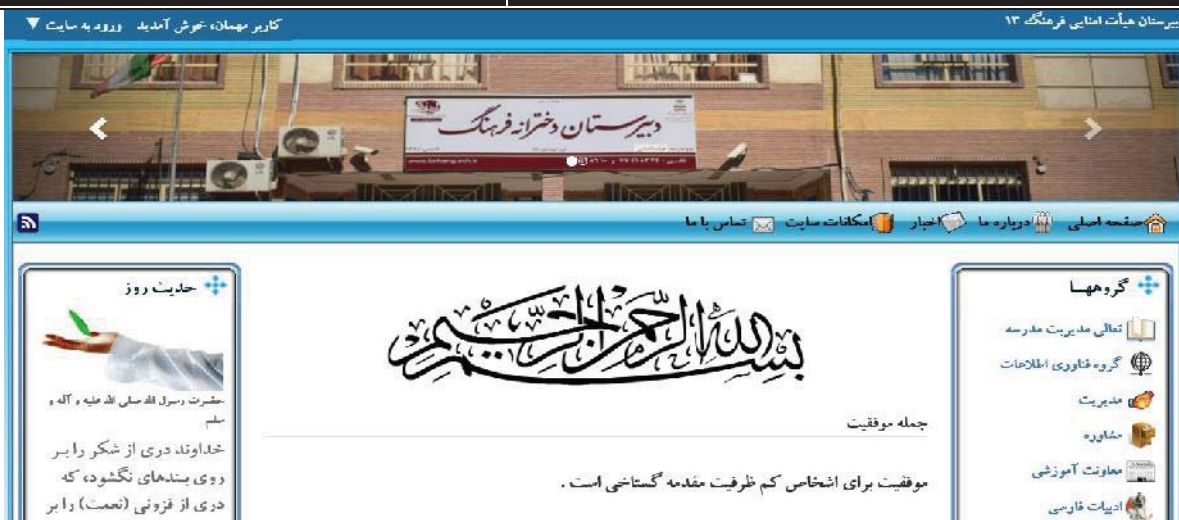 بیرستان هیأت امنایی فرهنگ ۱۳
کاربر مهمان، خوش آمدید ورود به سایت ▼
دبیرستان دخترانه فرهنگ
صفحه اصلی درباره ما اخبار امکانات سایت تماس با ما
گروهها
تعالی مدیریت مدرسه
گروه فناوری اطلاعات
مدیریت
مشاوره
معاونت آموزشی
ادبیات فارسی
بسم الله الرحمن الرحیم
جمله موفقیت
موفقیت برای اشخاص کم ظرفیت مقدمه گستاخی است .
حدیث روز
حضرت رسول الله صلی الله علیه و آله و
سلم
خداوند دری از شکر را بر
روی بندهای نگشود، که
دری از فزونی (نعمت) را بر